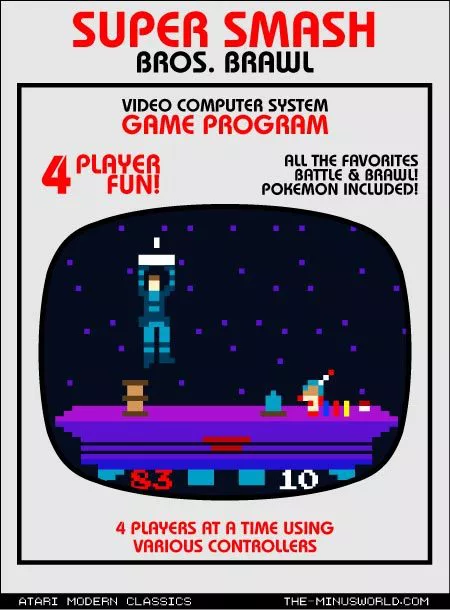 SUPER SMASH
BROS. BRAWL
VIDEO COMPUTER SYSTEM
GAME PROGRAM
4 PLAYER
FUN!
ALL THE FAVORITES
BATTLE & BRAWL!
POKEMON INCLUDED!
83
10
4 PLAYERS AT A TIME USING
VARIOUS CONTROLLERS
ATARI MODERN CLASSICS
THE-MINUSWORLD.COM